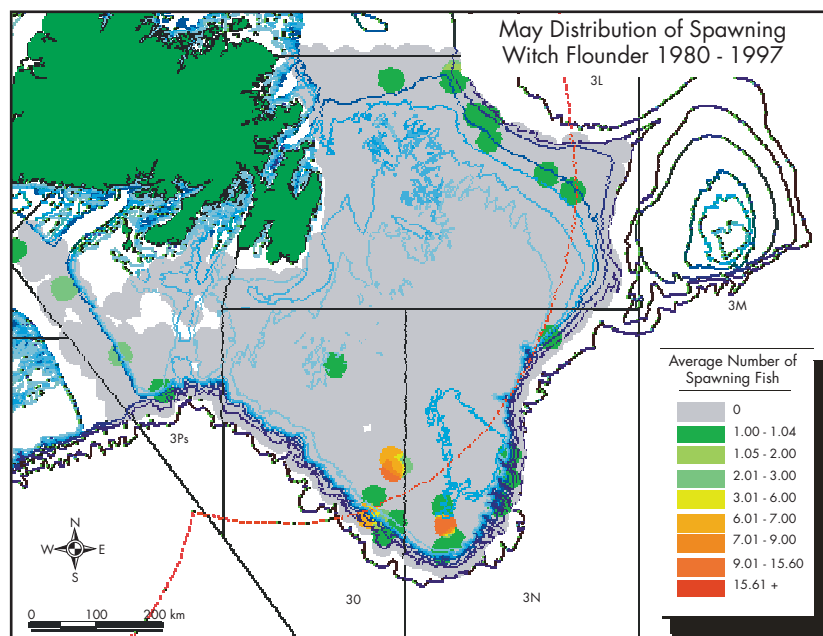 May Distribution of Spawning
Witch Flounder 1980 - 1997
3L
3M
Average Number of
Spawning Fish
0
1.00 - 1.04
1.05 - 2.00
2.01 - 3.00
3.01 - 6.00
6.01 - 7.00
7.01 - 9.00
9.01 - 15.60
15.61 +
3Ps
N
W E
S
30
3N
0 100 200 km